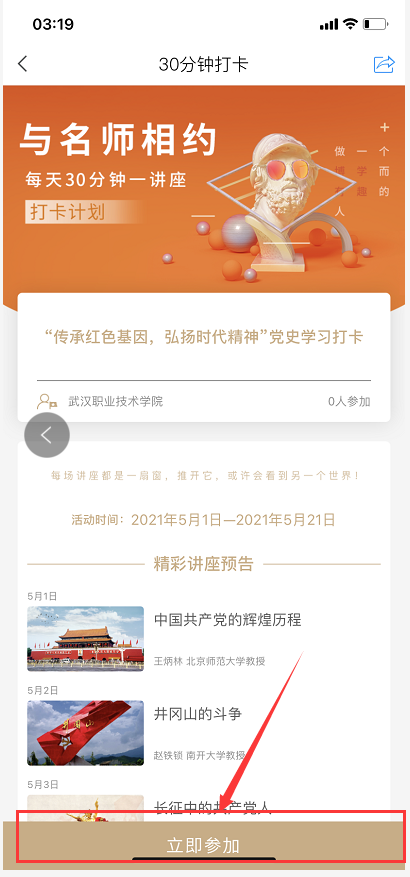 03:19
30分钟打卡
与名师相约
每天30分钟一讲座
打卡计划
做一个
博学而
有趣的
人
“传承红色基因，弘扬时代精神”党史学习打卡
武汉职业技术学院
0人参加
每场讲座都是一扇窗，推开它，或许会看到另一个世界！
活动时间：2021年5月1日—2021年5月21日
精彩讲座预告
5月1日
中国共产党的辉煌历程
王炳林 北京师范大学教授
5月2日
井冈山
井冈山的斗争
赵铁锁 南开大学教授
5月3日
长征中的共产党人
立即参加